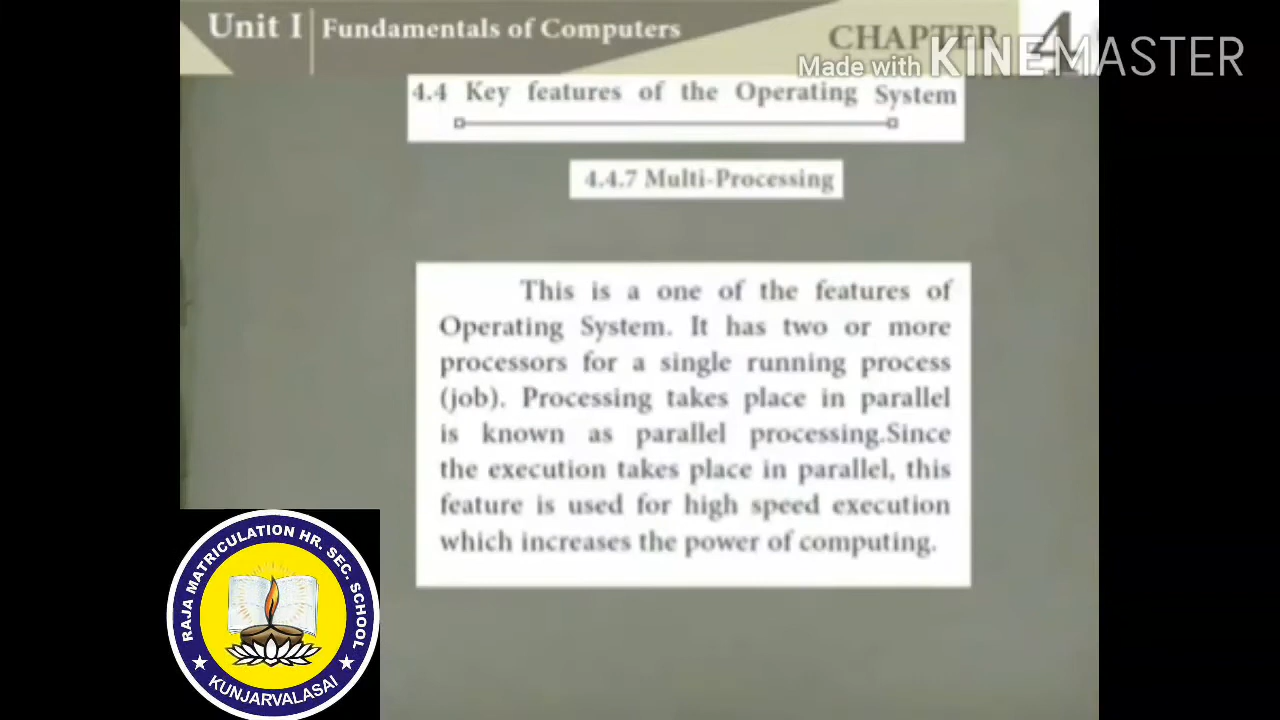 Unit I Fundamentals of Computers
CHAPTER 4
Made with KINEMASTER
4.4 Key features of the Operating System
4.4.7 Multi-Processing
This is a one of the features of
Operating System. It has two or more
processors for a single running process
(job). Processing takes place in parallel
is known as parallel processing.Since
the execution takes place in parallel, this
feature is used for high speed execution
which increases the power of computing.
RAJA MATRICULATION HR. SEC. SCHOOL
KUNJARVALASAI